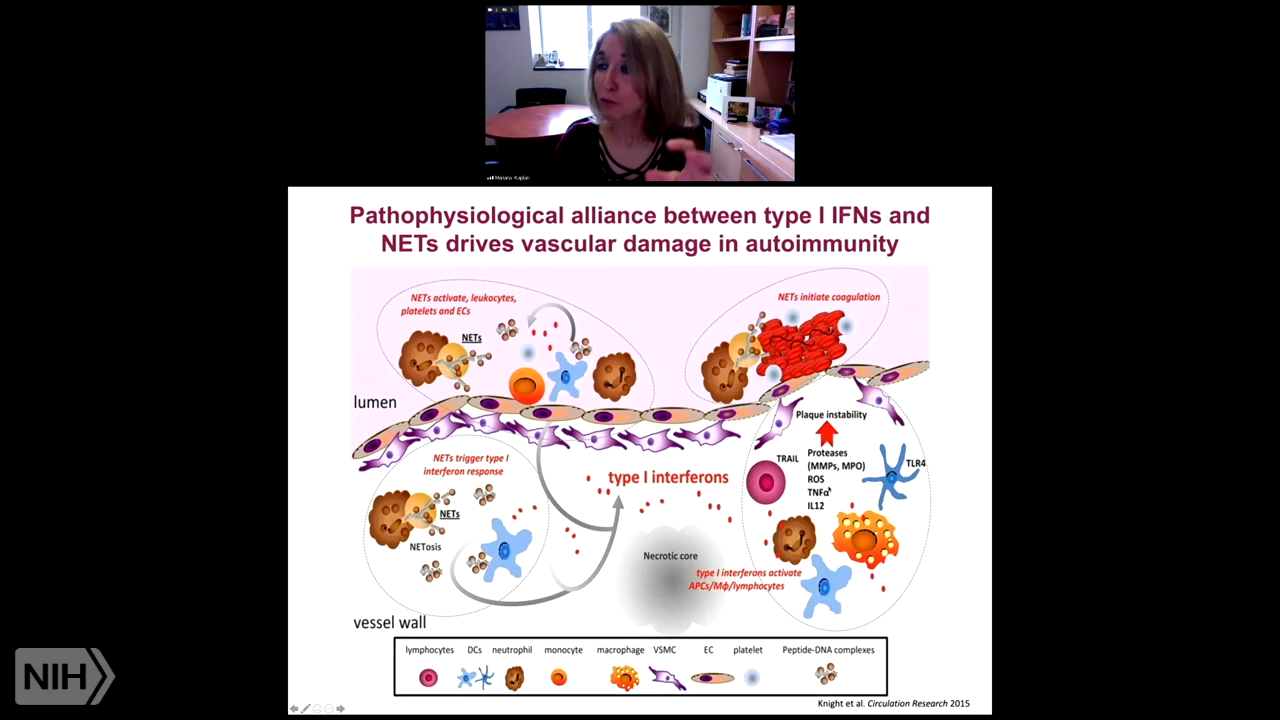 Mariana Kaplan
Pathophysiological alliance between type I IFNs and
NETs drives vascular damage in autoimmunity
NETs activate, leukocytes,
platelets and ECs
NETs
NETs initiate coagulation
lumen
Plaque instability
NETs trigger type I
interferon response
type I interferons
TRAIL
Proteases
(MMPs, MPO)
ROS
TNFα
IL12
TLR4
NETs
NETosis
Necrotic core
type I interferons activate
APCs/Mϕ/lymphocytes
vessel wall
lymphocytes DCs neutrophil monocyte macrophage VSMC EC platelet Peptide-DNA complexes
Knight et al. Circulation Research 2015
NIH